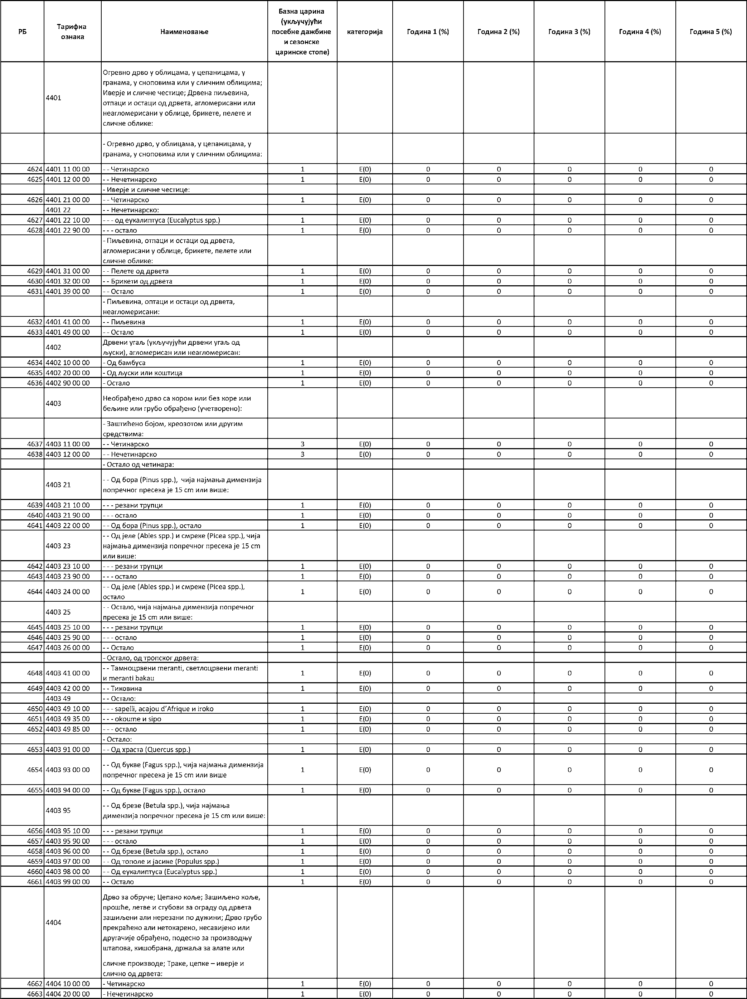 РБ Тарифна ознака Наименовање Базна царина (укључујући посебне дажбине и сезонске царинске стопе) категорија Година 1 (%) Година 2 (%) Година 3 (%) Година 4 (%) Година 5 (%)
4401 Огревно дрво у облицама, у цепаницама, у
гранама, у сноповима или у сличним облицима;
Иверје и сличне честице; Дрвена пиљевина,
отпаци и остаци од дрвета, агломерисани или
неагломерисани у облице, брикете, пелете и
сличне облике:
- Огревно дрво, у облицама, у цепаницама, у
гранама, у сноповима или у сличним облицима:
4624 4401 11 00 00 - - Четинарско 1 E(0) 0 0 0 0 0
4625 4401 12 00 00 - - Нечетинарско 1 E(0) 0 0 0 0 0
- Иверје и сличне честице:
4626 4401 21 00 00 - - Четинарско 1 E(0) 0 0 0 0 0
4401 22 - - Нечетинарско:
4627 4401 22 10 00 - - - од еукалиптуса (Eucalyptus spp.) 1 E(0) 0 0 0 0 0
4628 4401 22 90 00 - - - остало 1 E(0) 0 0 0 0 0
- Пиљевина, отпаци и остаци од дрвета,
агломерисани у облице, брикете, пелете или
сличне облике:
4629 4401 31 00 00 - - Пелете од дрвета 1 E(0) 0 0 0 0 0
4630 4401 32 00 00 - - Брикети од дрвета 1 E(0) 0 0 0 0 0
4631 4401 39 00 00 - - Остало 1 E(0) 0 0 0 0 0
- Пиљевина, оптаци и остаци од дрвета,
неагломерисани:
4632 4401 41 00 00 - - Пиљевина 1 E(0) 0 0 0 0 0
4633 4401 49 00 00 - - Остало 1 E(0) 0 0 0 0 0
4402 Дрвени угаљ (укључујући дрвени угаљ од
љуски), агломерисан или неагломерисан:
4634 4402 10 00 00 - Од бамбуса 1 E(0) 0 0 0 0 0
4635 4402 20 00 00 - Од љуски или коштица 1 E(0) 0 0 0 0 0
4636 4402 90 00 00 - Остало 1 E(0) 0 0 0 0 0
4403 Необрађено дрво са кором или без коре или
бељике или грубо обрађено (учетворено):
- Заштићено бојом, креозотом или другим
средствима:
4637 4403 11 00 00 - - Четинарско 3 E(0) 0 0 0 0 0
4638 4403 12 00 00 - - Нечетинарско 3 E(0) 0 0 0 0 0
- Остало од четинара:
4403 21 - - Од бора (Pinus spp.), чија најмања димензија
попречног пресека је 15 cm или више:
4639 4403 21 10 00 - - - резани трупци 1 E(0) 0 0 0 0 0
4640 4403 21 90 00 - - - остало 1 E(0) 0 0 0 0 0
4641 4403 22 00 00 - - Од бора (Pinus spp.), остало 1 E(0) 0 0 0 0 0
4403 23 - - Од јеле (Abies spp.) и смреке (Picea spp.), чија
најмања димензија попречног пресека је 15 cm
или више:
4642 4403 23 10 00 - - - резани трупци 1 E(0) 0 0 0 0 0
4643 4403 23 90 00 - - - остало 1 E(0) 0 0 0 0 0
4644 4403 24 00 00 - - Од јеле (Abies spp.) и смреке (Picea spp.),
остало 1 E(0) 0 0 0 0 0
4403 25 - - Остало, чија најмања димензија попречног
пресека је 15 cm или више:
4645 4403 25 10 00 - - - резани трупци 1 E(0) 0 0 0 0 0
4646 4403 25 90 00 - - - остало 1 E(0) 0 0 0 0 0
4647 4403 26 00 00 - - Остало 1 E(0) 0 0 0 0 0
- Остало, од тропског дрвета:
4648 4403 41 00 00 - - Тамноцрвени meranti, светлоцрвени meranti
и meranti bakau 1 E(0) 0 0 0 0 0
4649 4403 42 00 00 - - Тиковина 1 E(0) 0 0 0 0 0
4403 49 - - Остало:
4650 4403 49 10 00 - - - sapelli, acajou d’Afrique и iroko 1 E(0) 0 0 0 0 0
4651 4403 49 35 00 - - - okoume и sipo 1 E(0) 0 0 0 0 0
4652 4403 49 85 00 - - - остало 1 E(0) 0 0 0 0 0
- Остало:
4653 4403 91 00 00 - - Од храста (Quercus spp.) 1 E(0) 0 0 0 0 0
4654 4403 93 00 00 - - Од букве (Fagus spp.), чија најмања димензија
попречног пресека је 15 cm или више 1 E(0) 0 0 0 0 0
4655 4403 94 00 00 - - Од букве (Fagus spp.), остало 1 E(0) 0 0 0 0 0
4403 95 - - Од брезе (Betula spp.), чија најмања
димензија попречног пресека је 15 cm или више:
4656 4403 95 10 00 - - - резани трупци 1 E(0) 0 0 0 0 0
4657 4403 95 90 00 - - - остало 1 E(0) 0 0 0 0 0
4658 4403 96 00 00 - - Од брезе (Betula spp.), остало 1 E(0) 0 0 0 0 0
4659 4403 97 00 00 - - Од тополе и јасике (Populus spp.) 1 E(0) 0 0 0 0 0
4660 4403 98 00 00 - - Од еукалиптуса (Eucalyptus spp.) 1 E(0) 0 0 0 0 0
4661 4403 99 00 00 - - Остало 1 E(0) 0 0 0 0 0
4404 Дрво за обруче; Цепано коље; Зашиљено коље,
прошће, летве и стубови за ограду од дрвета
зашиљени али нерезани по дужини; Дрво грубо
прекраћено али нетокарено, несавијено или
другачије обрађено, подесно за производњу
штапова, кишобрана, држаља за алате или
сличне производе; Траке, цепке – иверје и
слично од дрвета:
4662 4404 10 00 00 - Четинарско 1 E(0) 0 0 0 0 0
4663 4404 20 00 00 - Нечетинарско 1 E(0) 0 0 0 0 0